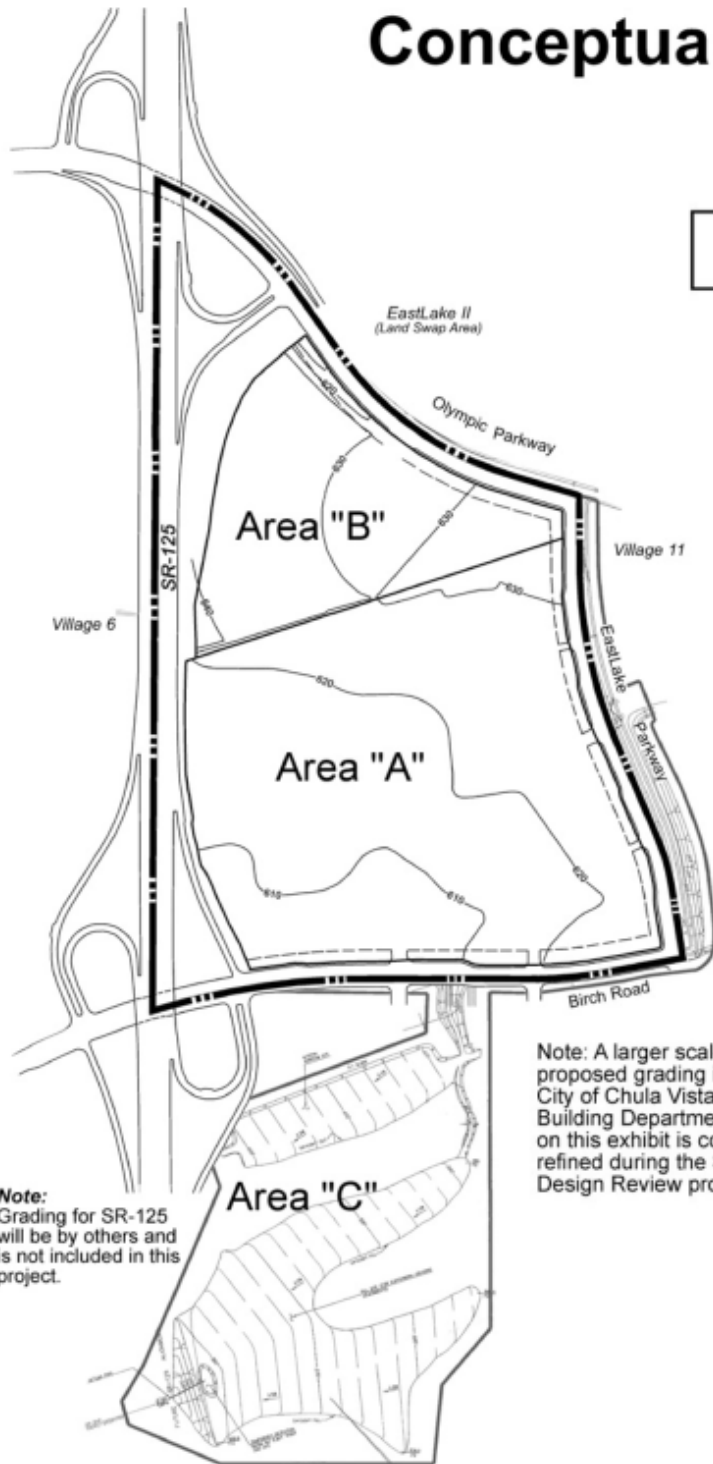 Conceptua
EastLake II
(Land Swap Area)
Olympic Parkway
620
630
630
Area "B"
SR-125
Village 11
640
630
Village 6
EastLake
Parkway
620
Area "A"
610
610
620
Birch Road
Note: A larger scal
proposed grading
City of Chula Vista
Building Departme
on this exhibit is co
refined during the
Design Review pro
Area "C"
Note:
Grading for SR-125
will be by others and
is not included in this
project.